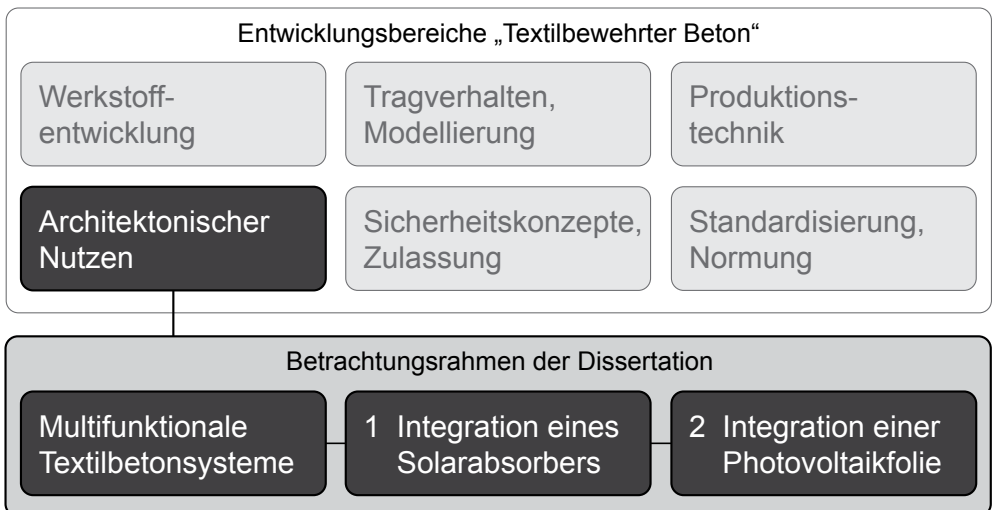 Entwicklungsbereiche „Textilbewehrter Beton“
Werkstoff-
entwicklung
Tragverhalten,
Modellierung
Produktions-
technik
Architektonischer
Nutzen
Sicherheitskonzepte,
Zulassung
Standardisierung,
Normung
Betrachtungsrahmen der Dissertation
Multifunktionale
Textilbetonsysteme
1 Integration eines
Solarabsorbers
2 Integration einer
Photovoltaikfolie